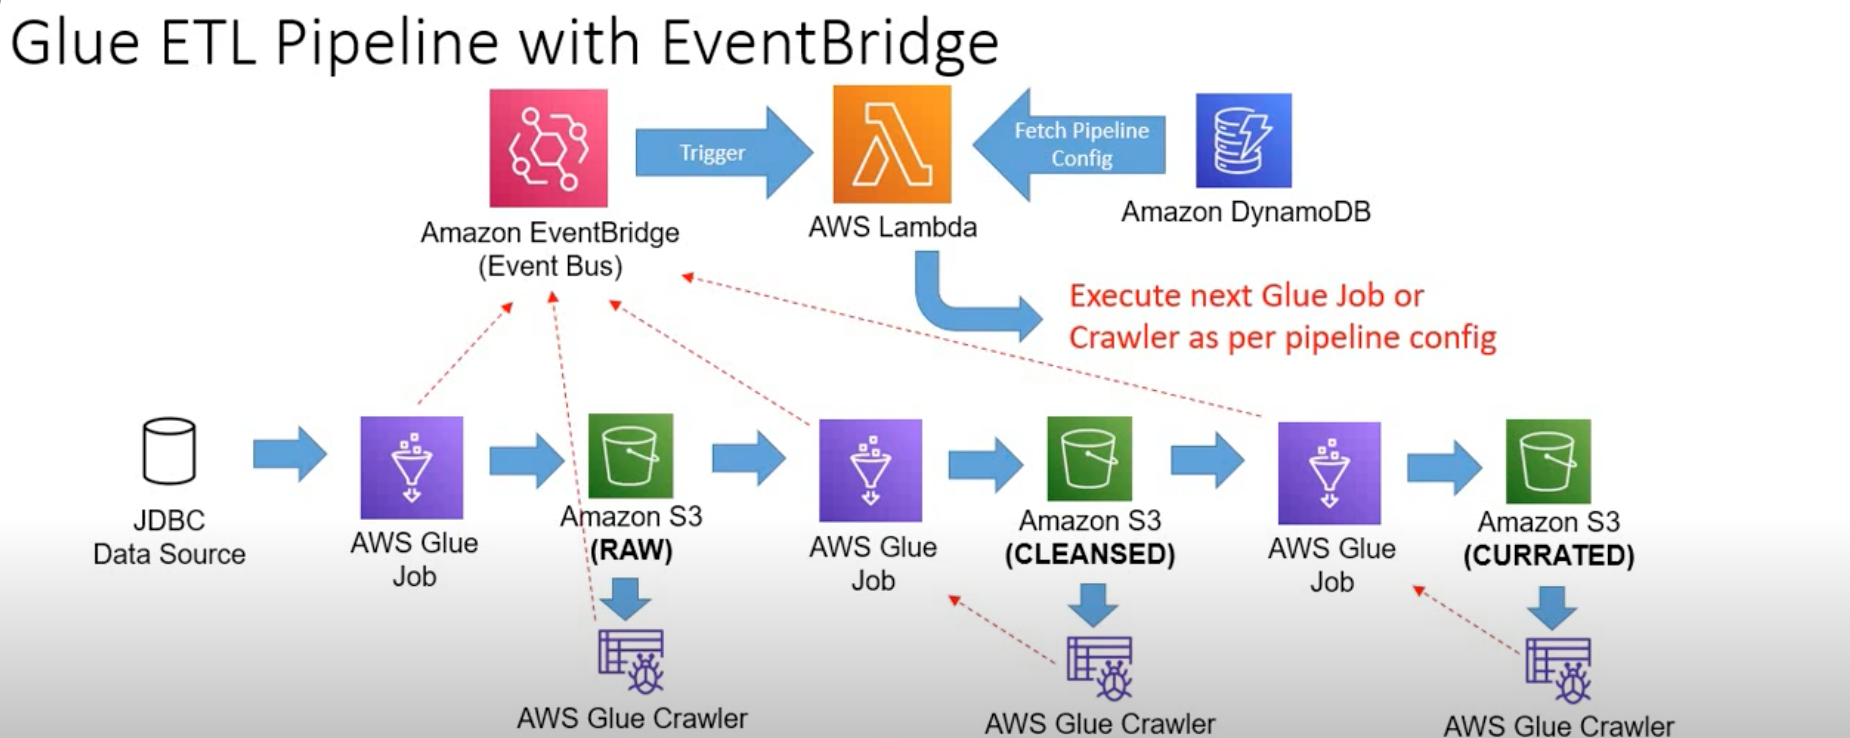 Glue ETL Pipeline with EventBridge
Trigger
Fetch Pipeline
Config
Amazon EventBridge
(Event Bus)
AWS Lambda
Amazon DynamoDB
Execute next Glue Job or
Crawler as per pipeline config
JDBC
Data Source
AWS Glue
Job
Amazon S3
(RAW)
AWS Glue
Job
Amazon S3
(CLEANSED)
AWS Glue
Job
Amazon S3
(CURRATED)
AWS Glue Crawler
AWS Glue Crawler
AWS Glue Crawler